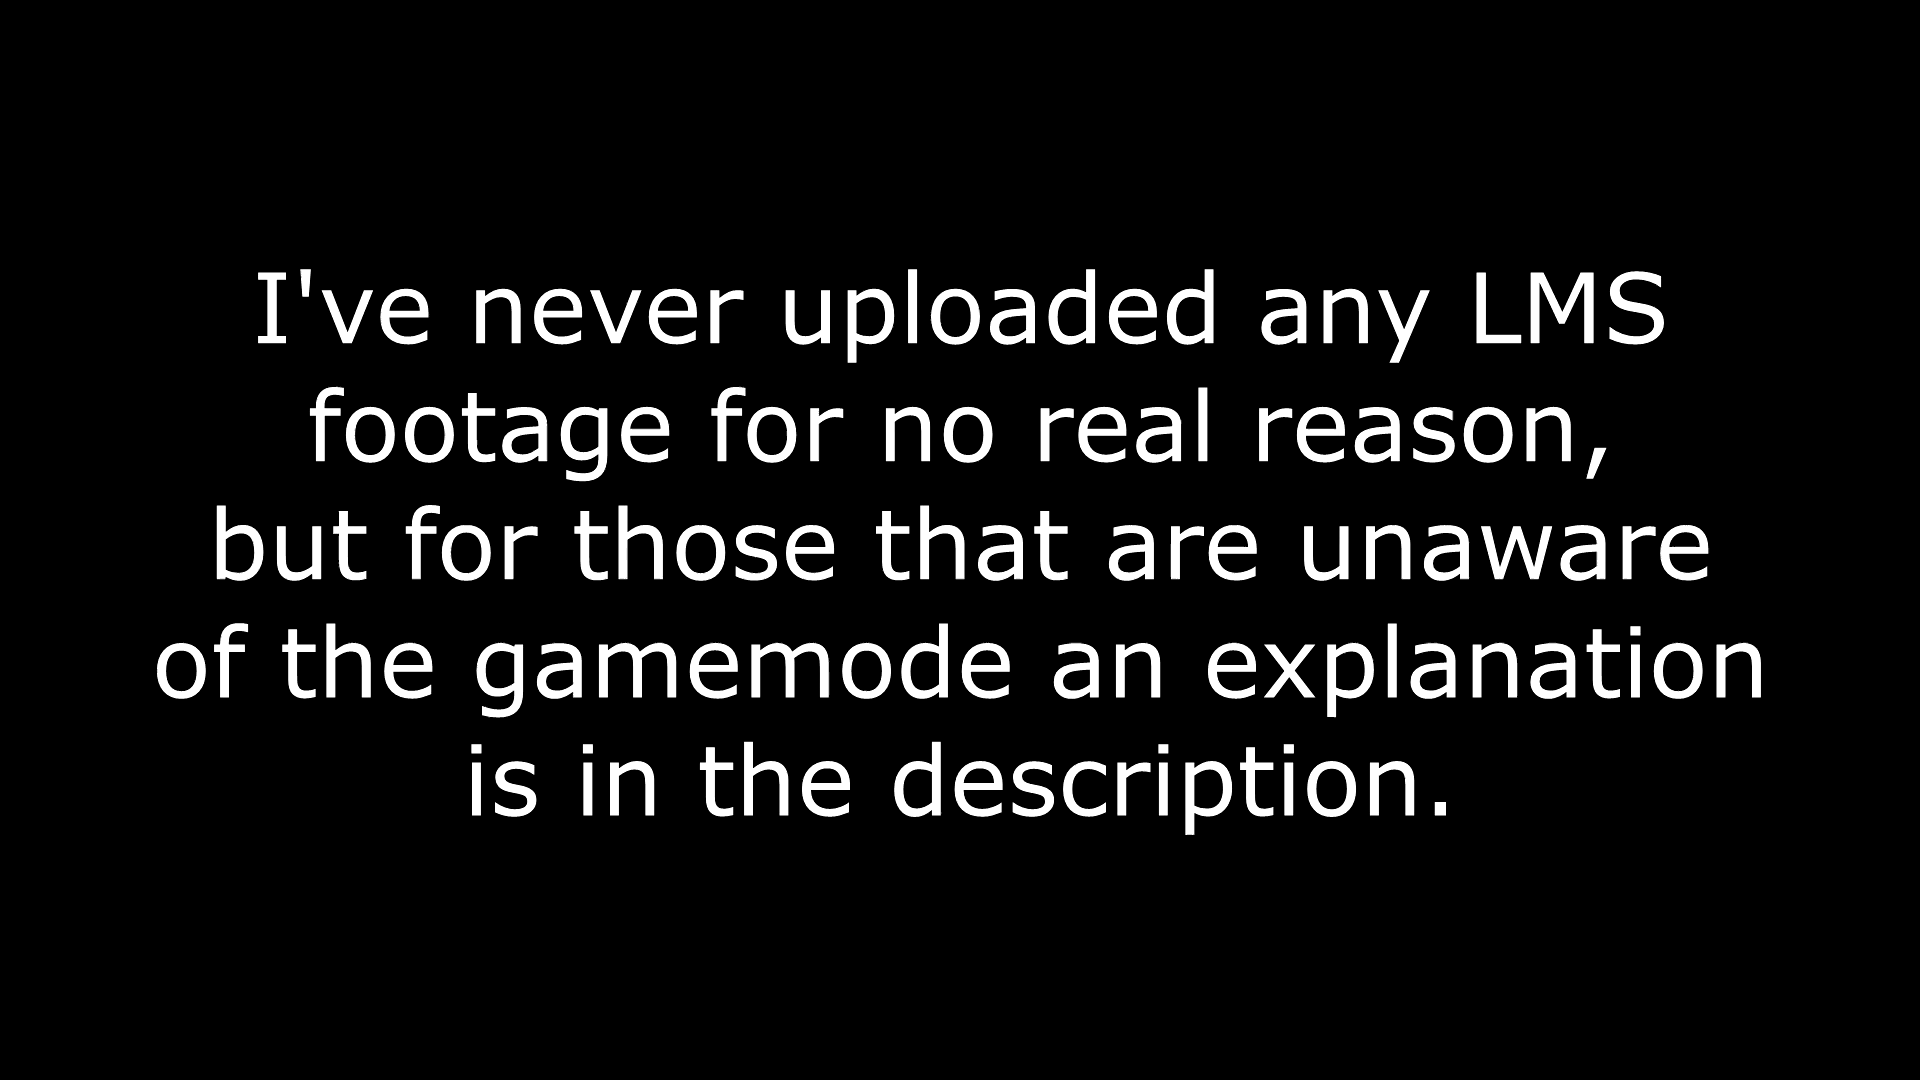 I've never uploaded any LMS
footage for no real reason,
but for those that are unaware
of the gamemode an explanation
is in the description.